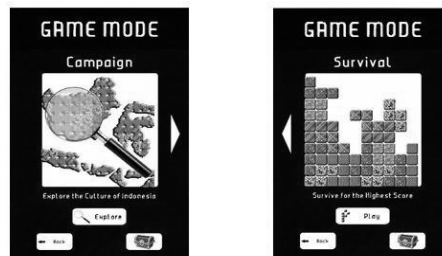 GAME MODE
Campaign
Explore the Culture of Indonesia
Explore
Back
GAME MODE
Survival
Survive for the Highest Score
Play
Back